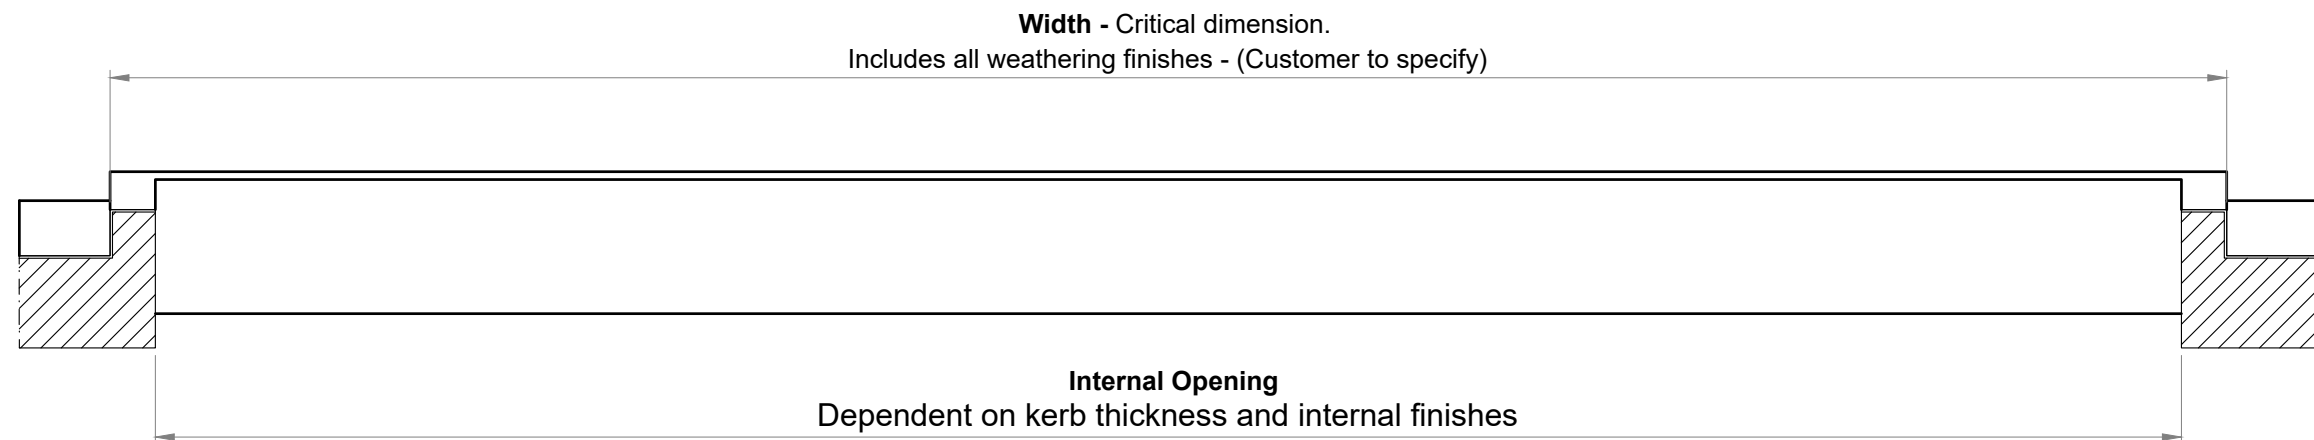 Width - Critical dimension.
Includes all weathering finishes - (Customer to specify)
Internal Opening
Dependent on kerb thickness and internal finishes